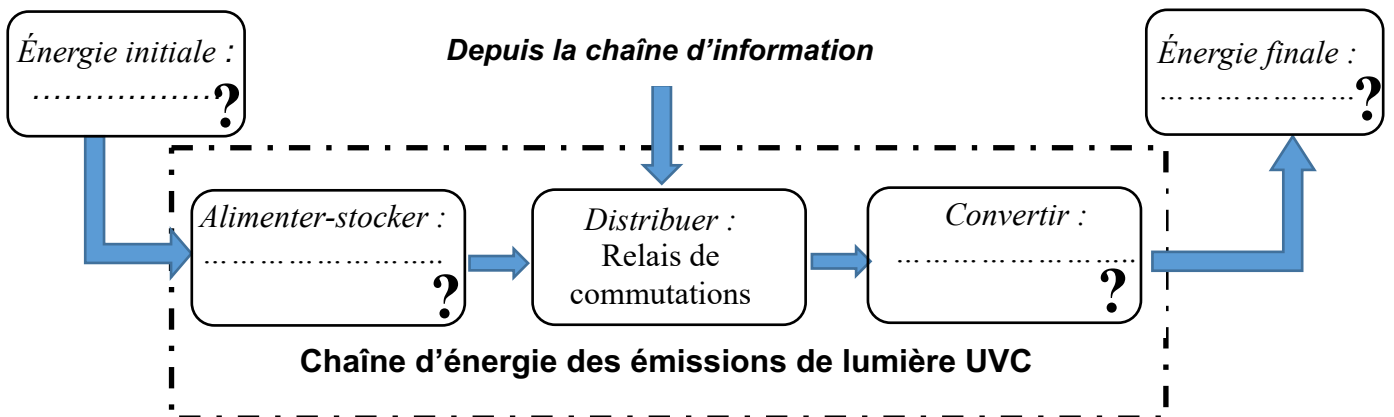 Énergie initiale :
.................
?
Depuis la chaîne d'information
Énergie finale :
… … … … … … …
?
Alimenter-stocker :
… … … … … … … ..
?
Distribuer :
Relais de
commutations
Convertir :
… … … … … … … …..
?
Chaîne d'énergie des émissions de lumière UVC